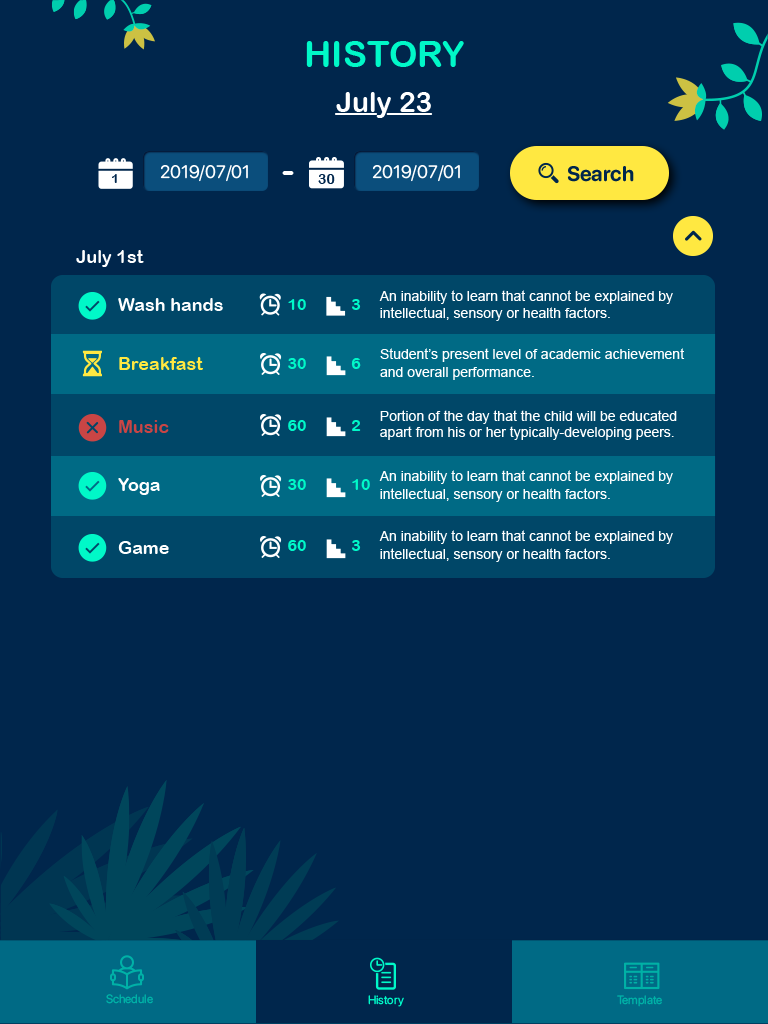 HISTORY
July 23
1 2019/07/01 - 30 2019/07/01 Search
July 1st
Wash hands 10 3 An inability to learn that cannot be explained by
intellectual, sensory or health factors.
Breakfast 30 6 Student's present level of academic achievement
and overall performance.
Music 60 2 Portion of the day that the child will be educated
apart from his or her typically-developing peers.
Yoga 30 10 An inability to learn that cannot be explained by
intellectual, sensory or health factors.
Game 60 3 An inability to learn that cannot be explained by
intellectual, sensory or health factors.
Schedule History Template